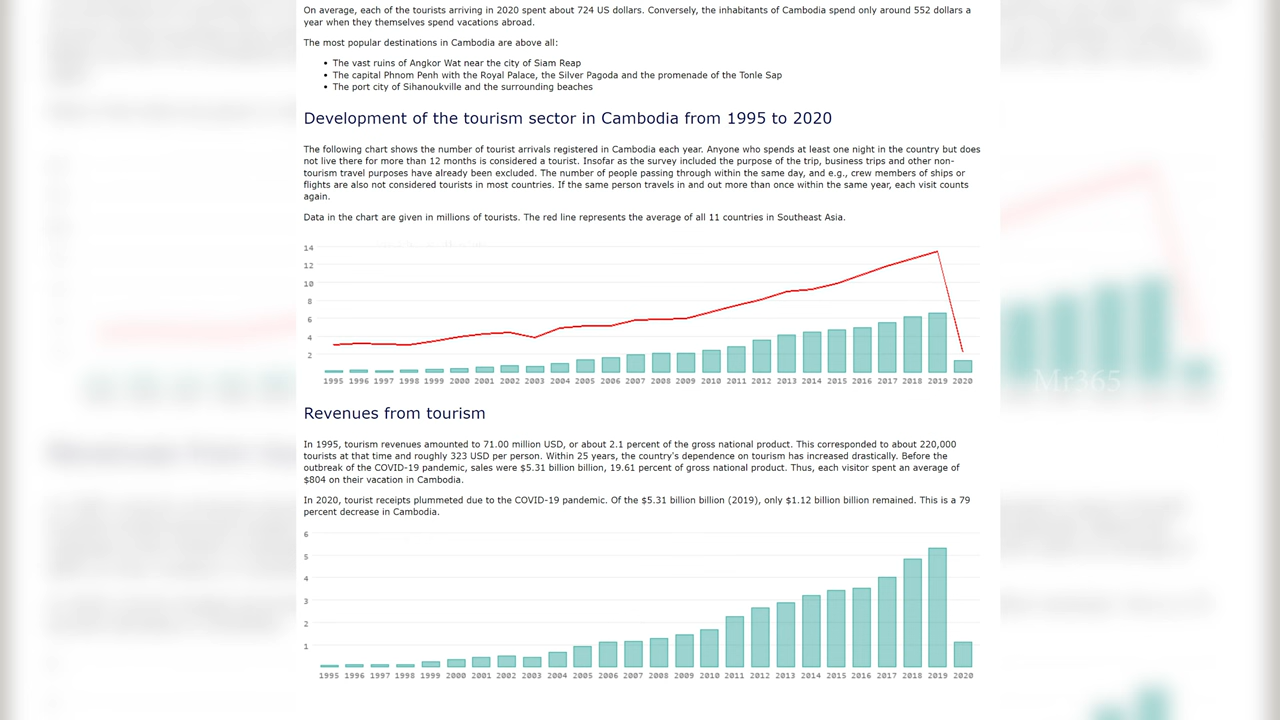 On average, each of the tourists arriving in 2020 spent about 724 US dollars. Conversely, the inhabitants of Cambodia spend only around 552 dollars a
year when they themselves spend vacations abroad.
The most popular destinations in Cambodia are above all:
• The vast ruins of Angkor Wat near the city of Siam Reap
• The capital Phnom Penh with the Royal Palace, the Silver Pagoda and the promenade of the Tonle Sap
• The port city of Sihanoukville and the surrounding beaches
Development of the tourism sector in Cambodia from 1995 to 2020
The following chart shows the number of tourist arrivals registered in Cambodia each year. Anyone who spends at least one night in the country but does
not live there for more than 12 months is considered a tourist. Insofar as the survey included the purpose of the trip, business trips and other non-
tourism travel purposes have already been excluded. The number of people passing through within the same day, and e.g., crew members of ships or
flights are also not considered tourists in most countries. If the same person travels in and out more than once within the same year, each visit counts
again.
Data in the chart are given in millions of tourists. The red line represents the average of all 11 countries in Southeast Asia.
14
12
10
8
6
4
2
1995 1996 1997 1998 1999 2000 2001 2002 2003 2004 2005 2006 2007 2008 2009 2010 2011 2012 2013 2014 2015 2016 2017 2018 2019 2020
Mr365
Revenues from tourism
In 1995, tourism revenues amounted to 71.00 million USD, or about 2.1 percent of the gross national product. This corresponded to about 220,000
tourists at that time and roughly 323 USD per person. Within 25 years, the country's dependence on tourism has increased drastically. Before the
outbreak of the COVID-19 pandemic, sales were $5.31 billion billion, 19.61 percent of gross national product. Thus, each visitor spent an average of
$804 on their vacation in Cambodia.
In 2020, tourist receipts plummeted due to the COVID-19 pandemic. Of the $5.31 billion billion (2019), only $1.12 billion billion remained. This is a 79
percent decrease in Cambodia.
6
5
4
3
2
1
1995 1996 1997 1998 1999 2000 2001 2002 2003 2004 2005 2006 2007 2008 2009 2010 2011 2012 2013 2014 2015 2016 2017 2018 2019 2020